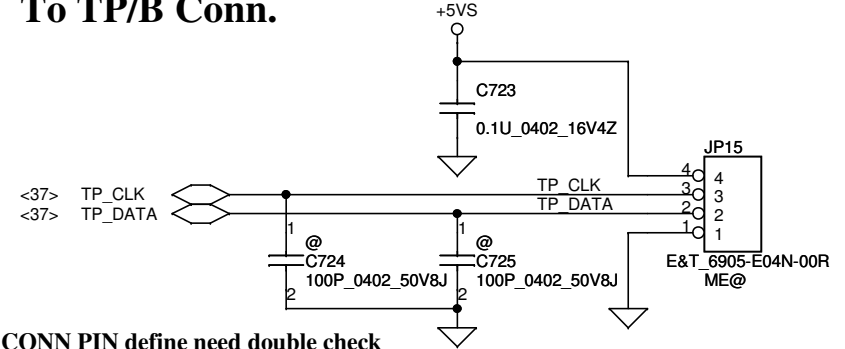 To TP/B Conn.
+5VS
C723
0.1U_0402_16V4Z
JP15
4 4
3 3
2 2
1 1
<37> TP_CLK
TP_CLK
<37> TP_DATA
TP_DATA
1
@
C724
100P_0402_50V8J
2
1
@
C725
100P_0402_50V8J
2
E&T_6905-E04N-00R
ME@
CONN PIN define need double check